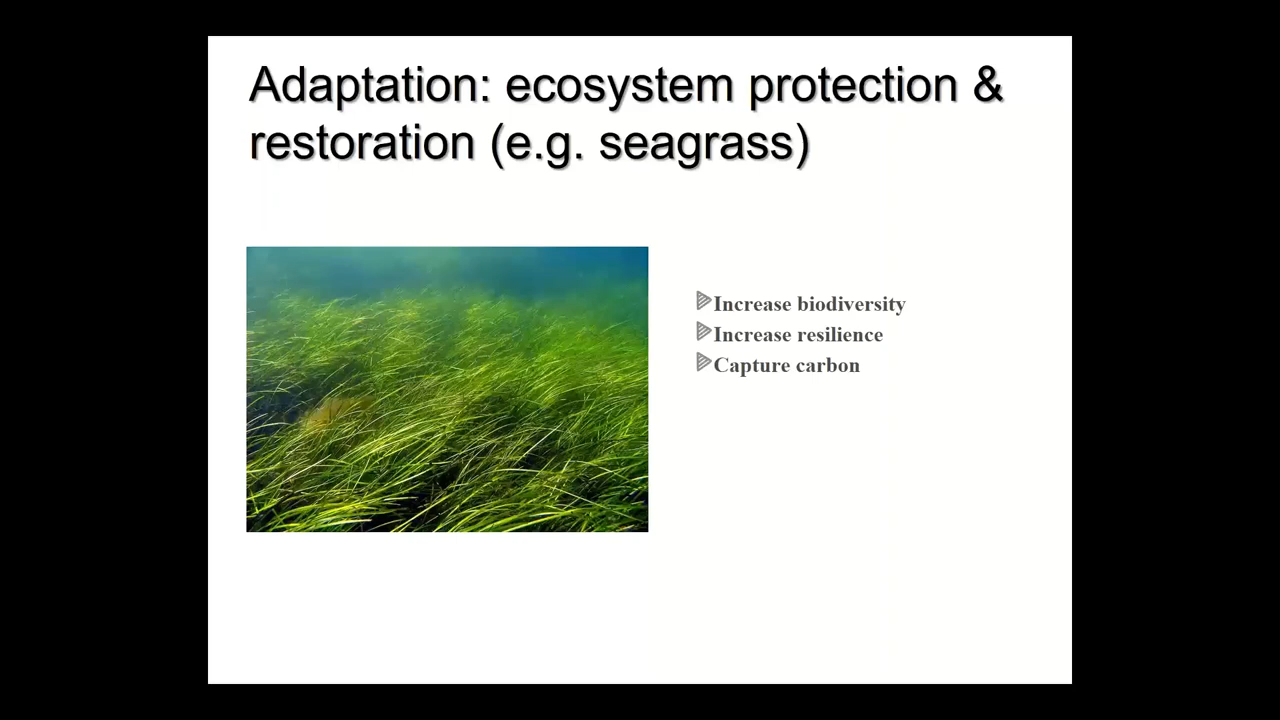 Adaptation: ecosystem protection &
restoration (e.g. seagrass)
Increase biodiversity
Increase resilience
Capture carbon